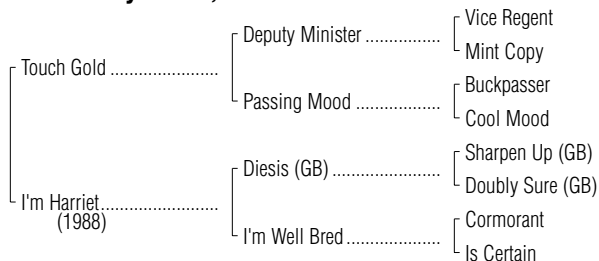 Vice Regent
Deputy Minister ................
Mint Copy
Touch Gold .......................
Buckpasser
Passing Mood ..................
Cool Mood
Sharpen Up (GB)
Diesis (GB) ......................
Doubly Sure (GB)
I'm Harriet.........................
(1988)
Cormorant
I'm Well Bred ....................
Is Certain